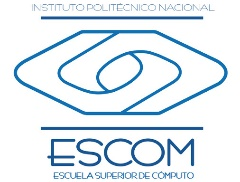 INSTITUTO POLITÉCNICO NACIONAL
ESCOM
ESCUELA SUPERIOR DE CÓMPUTO